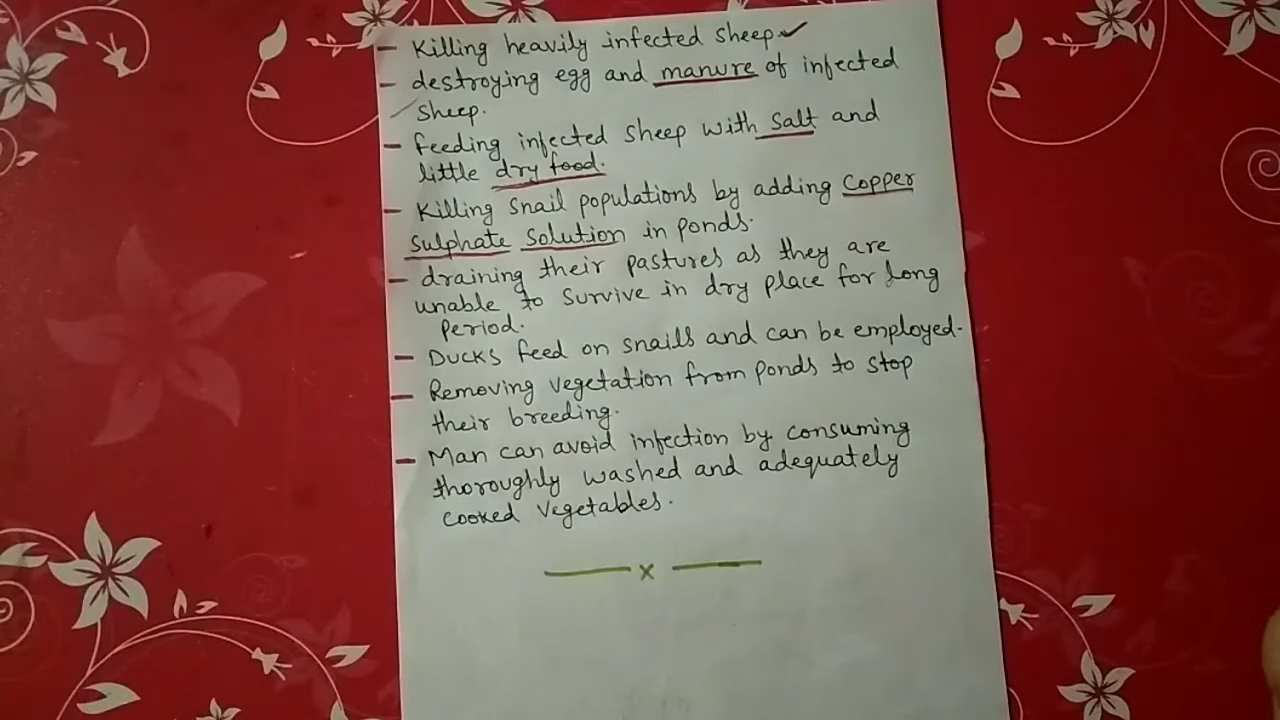 - Killing heavily infected sheep.
- destroying egg and manure of infected
sheep.
- feeding infected sheep with salt and
little dry food.
- Killing snail populations by adding copper
sulphate solution in ponds.
- draining their pastures as they are
unable to survive in dry place for long
period.
- Ducks feed on snails and can be employed.
- Removing vegetation from ponds to stop
their breeding.
- Man can avoid infection by consuming
thoroughly washed and adequately
cooked vegetables.
— x —